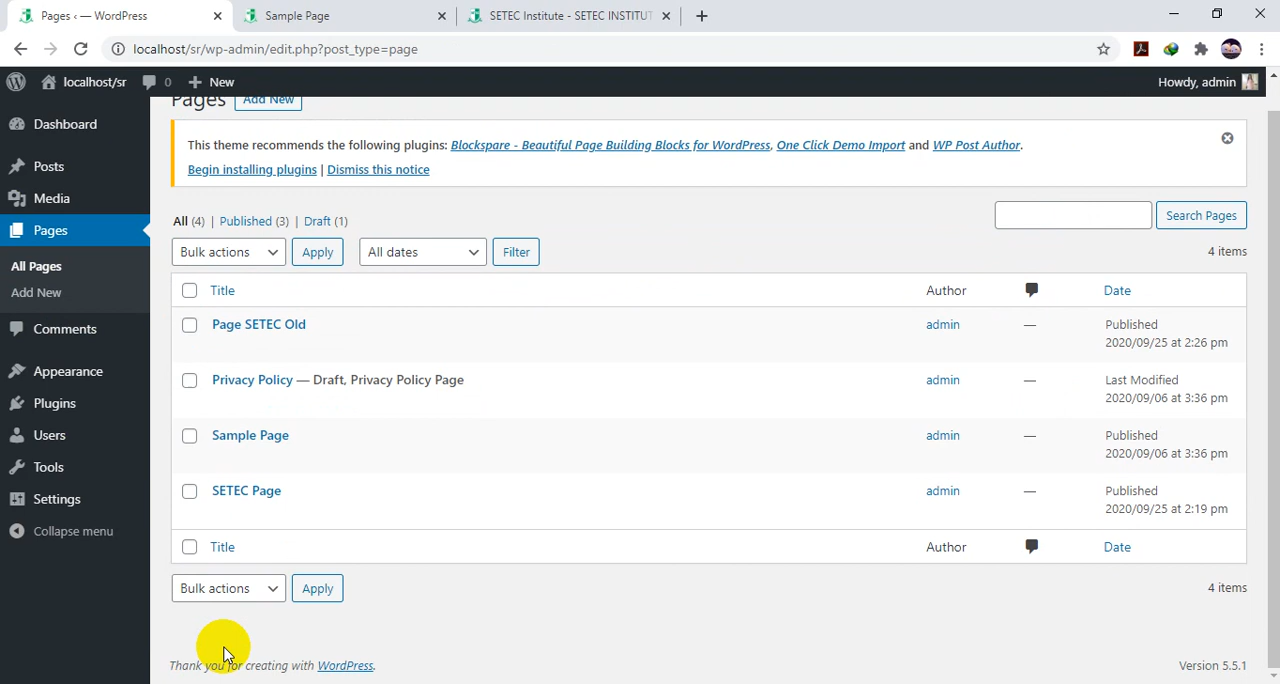 Pages ‹ — WordPress
Sample Page
SETEC Institute - SETEC INSTITUT
localhost/sr/wp-admin/edit.php?post_type=page
localhost/sr 0 New Howdy, admin
Pages Add New
Dashboard
Posts
Media
Pages
All Pages
Add New
Comments
Appearance
Plugins
Users
Tools
Settings
Collapse menu
This theme recommends the following plugins: Blockspare - Beautiful Page Building Blocks for WordPress, One Click Demo Import and WP Post Author.
Begin installing plugins | Dismiss this notice
All (4) | Published (3) | Draft (1)
Search Pages
Bulk actions Apply All dates Filter 4 items
Title Author Date
Page SETEC Old admin — Published
2020/09/25 at 2:26 pm
Privacy Policy — Draft, Privacy Policy Page admin — Last Modified
2020/09/06 at 3:36 pm
Sample Page admin — Published
2020/09/06 at 3:36 pm
SETEC Page admin — Published
2020/09/25 at 2:19 pm
Title Author Date
Bulk actions Apply 4 items
Thank you for creating with WordPress. Version 5.5.1